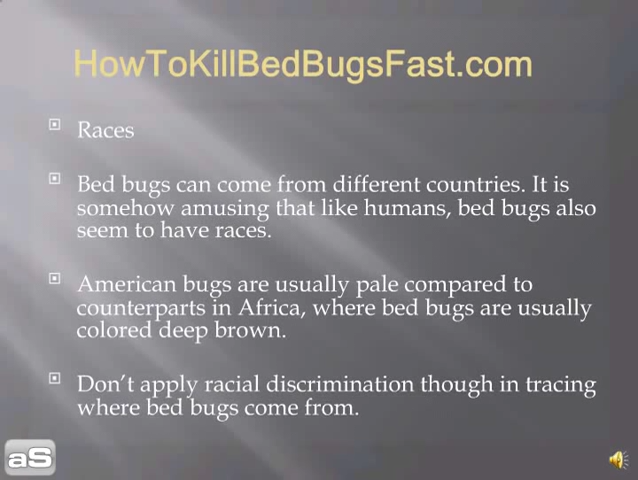 HowToKillBedBugsFast.com
Races
Bed bugs can come from different countries. It is
somehow amusing that like humans, bed bugs also
seem to have races.
American bugs are usually pale compared to
counterparts in Africa, where bed bugs are usually
colored deep brown.
Don’t apply racial discrimination though in tracing
where bed bugs come from.
aS